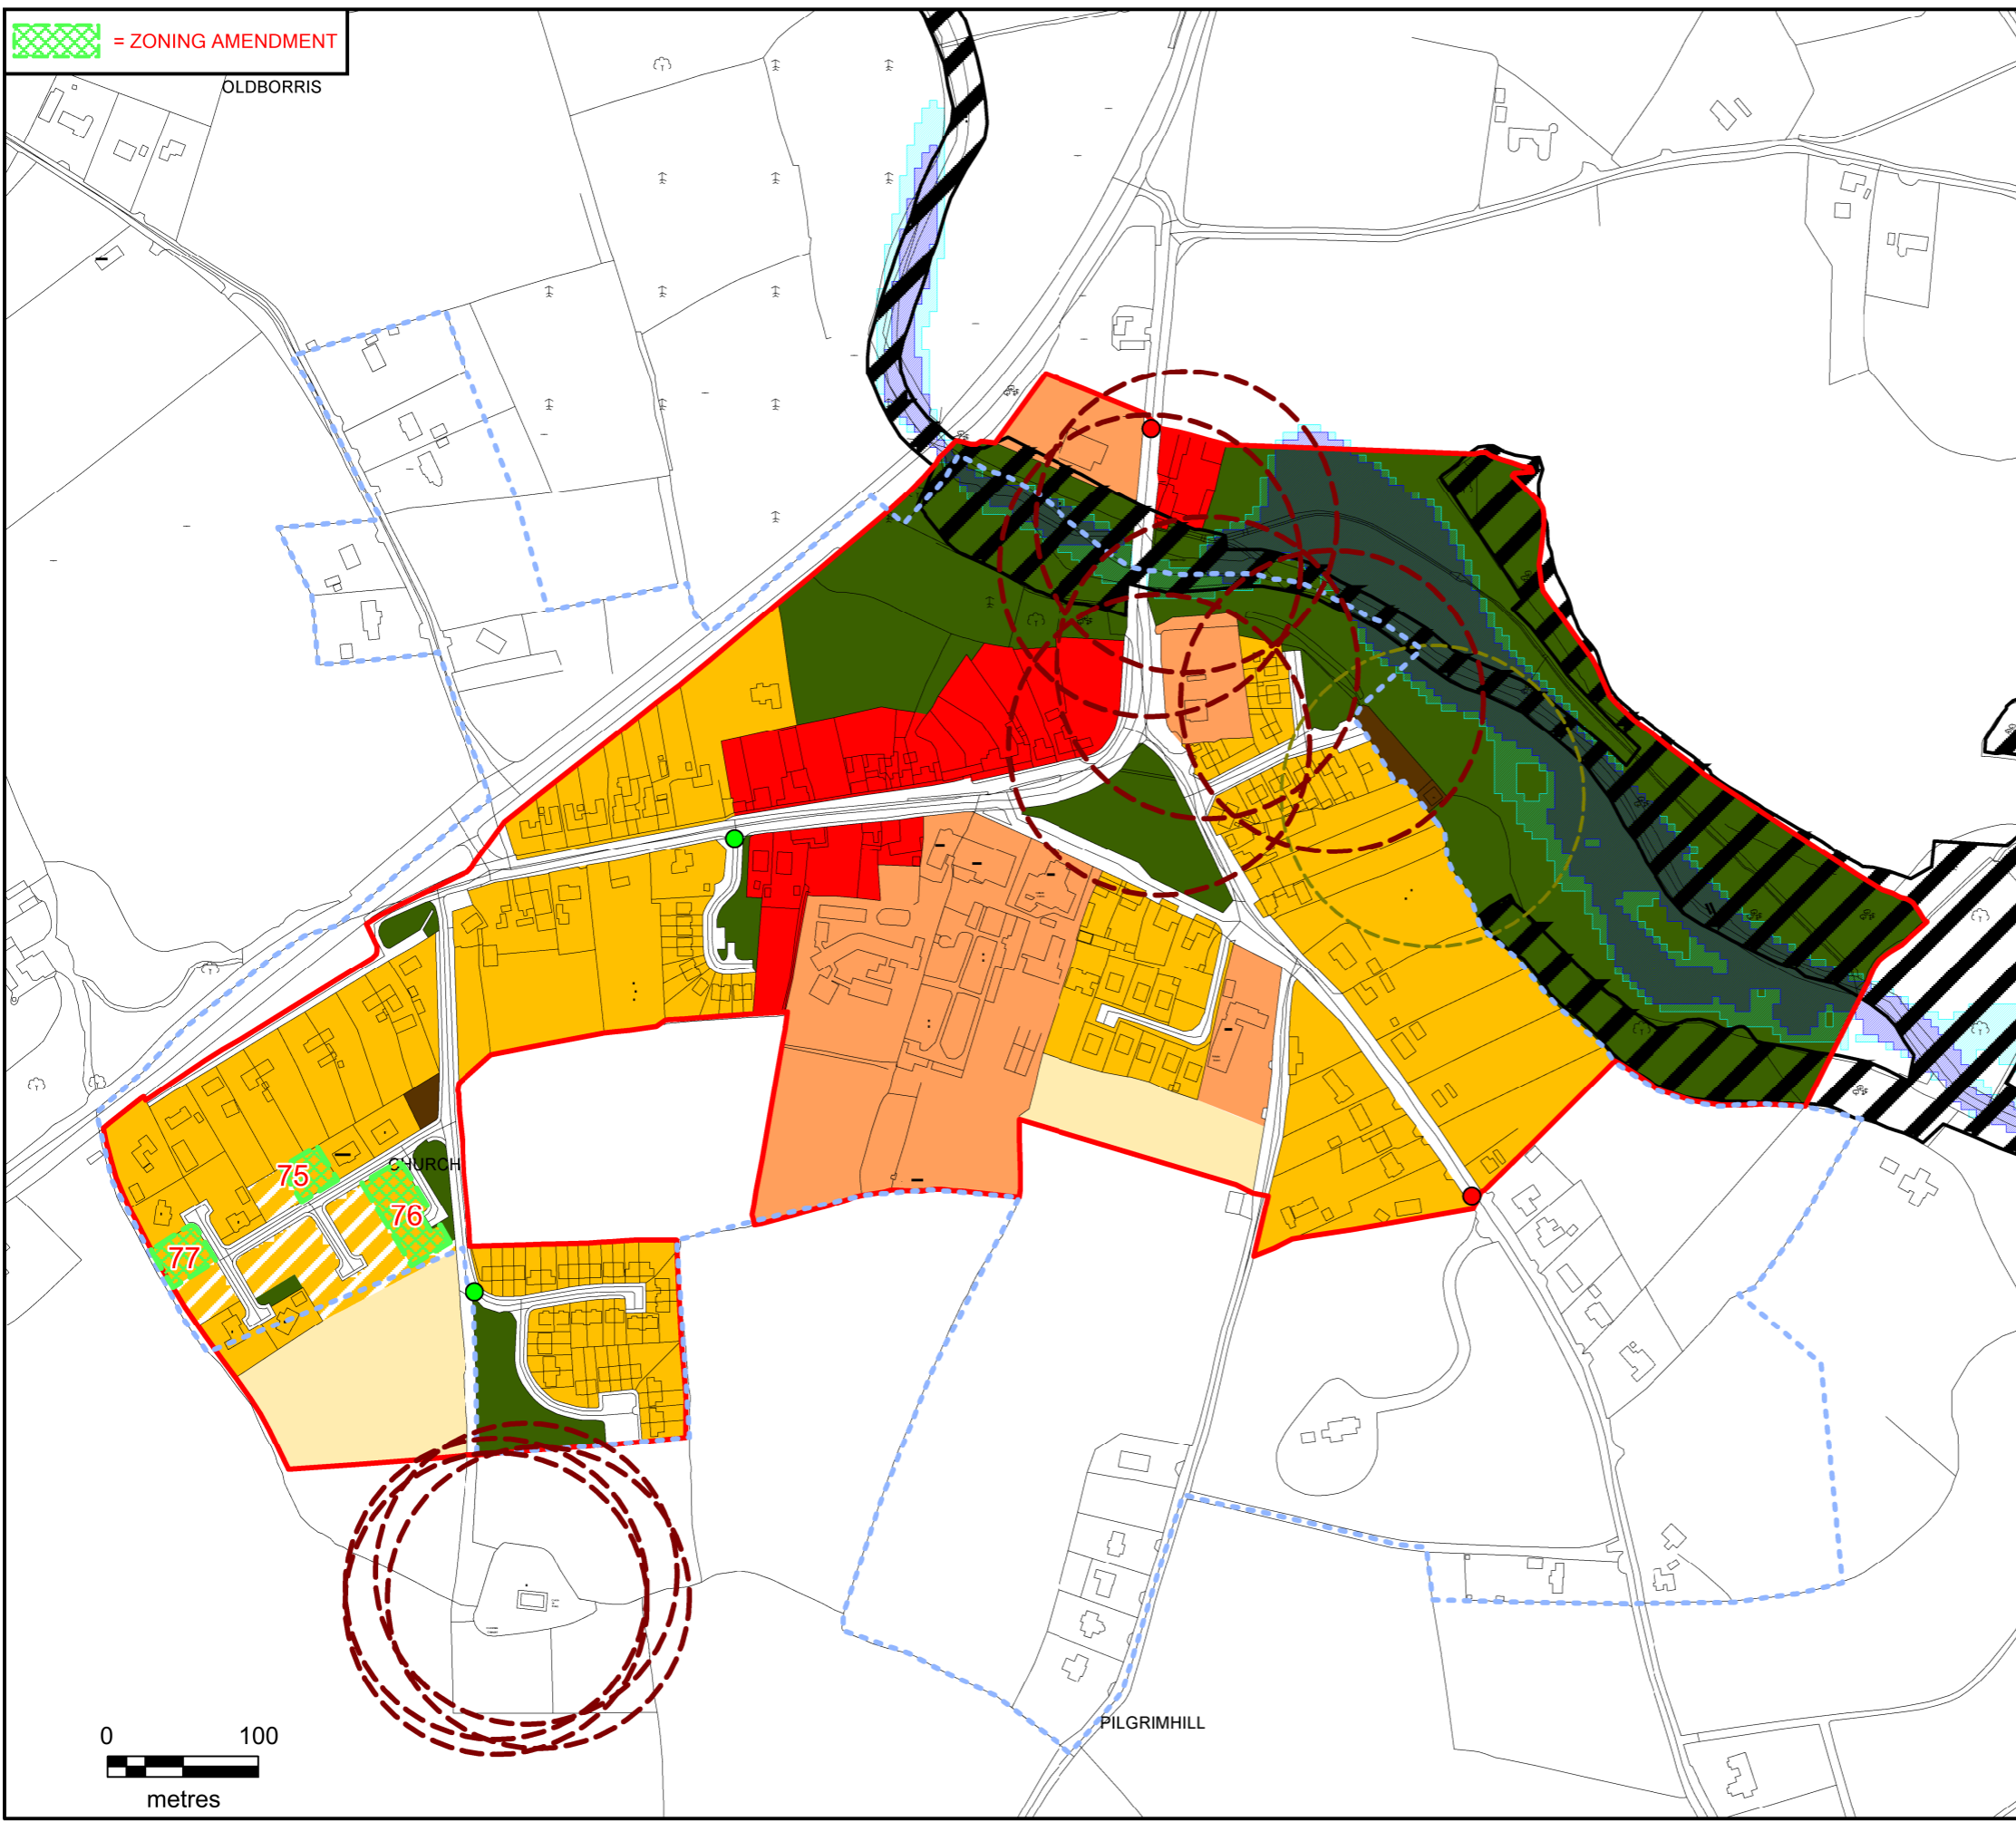 = ZONING AMENDMENT
OLDBORRIS
75
CHURCH
76
77
0 100
metres
PILGRIMHILL